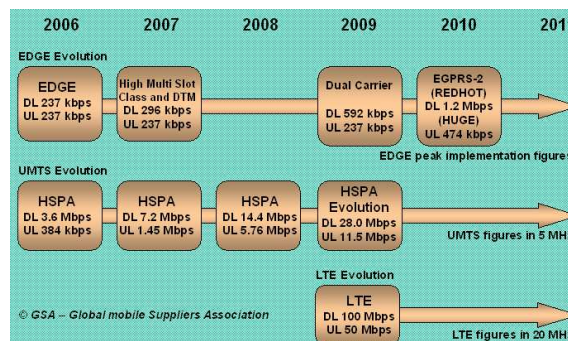 2006 2007 2008 2009 2010 201
EDGE Evolution
EDGE
DL 237 kbps
UL 237 kbps
High Multi Slot
Class and DTM
DL 296 kbps
UL 237 kbps
Dual Carrier
DL 592 kbps
UL 237 kbps
EGPRS-2
(REDHOT)
DL 1.2 Mbps
(HUGE)
UL 474 kbps
EDGE peak implementation figures
UMTS Evolution
HSPA
DL 3.6 Mbps
UL 384 kbps
HSPA
DL 7.2 Mbps
UL 1.45 Mbps
HSPA
DL 14.4 Mbps
UL 5.76 Mbps
HSPA
Evolution
DL 28.0 Mbps
UL 11.5 Mbps
UMTS figures in 5 MH
LTE Evolution
LTE
DL 100 Mbps
UL 50 Mbps
© GSA – Global mobile Suppliers Association
LTE figures in 20 MH